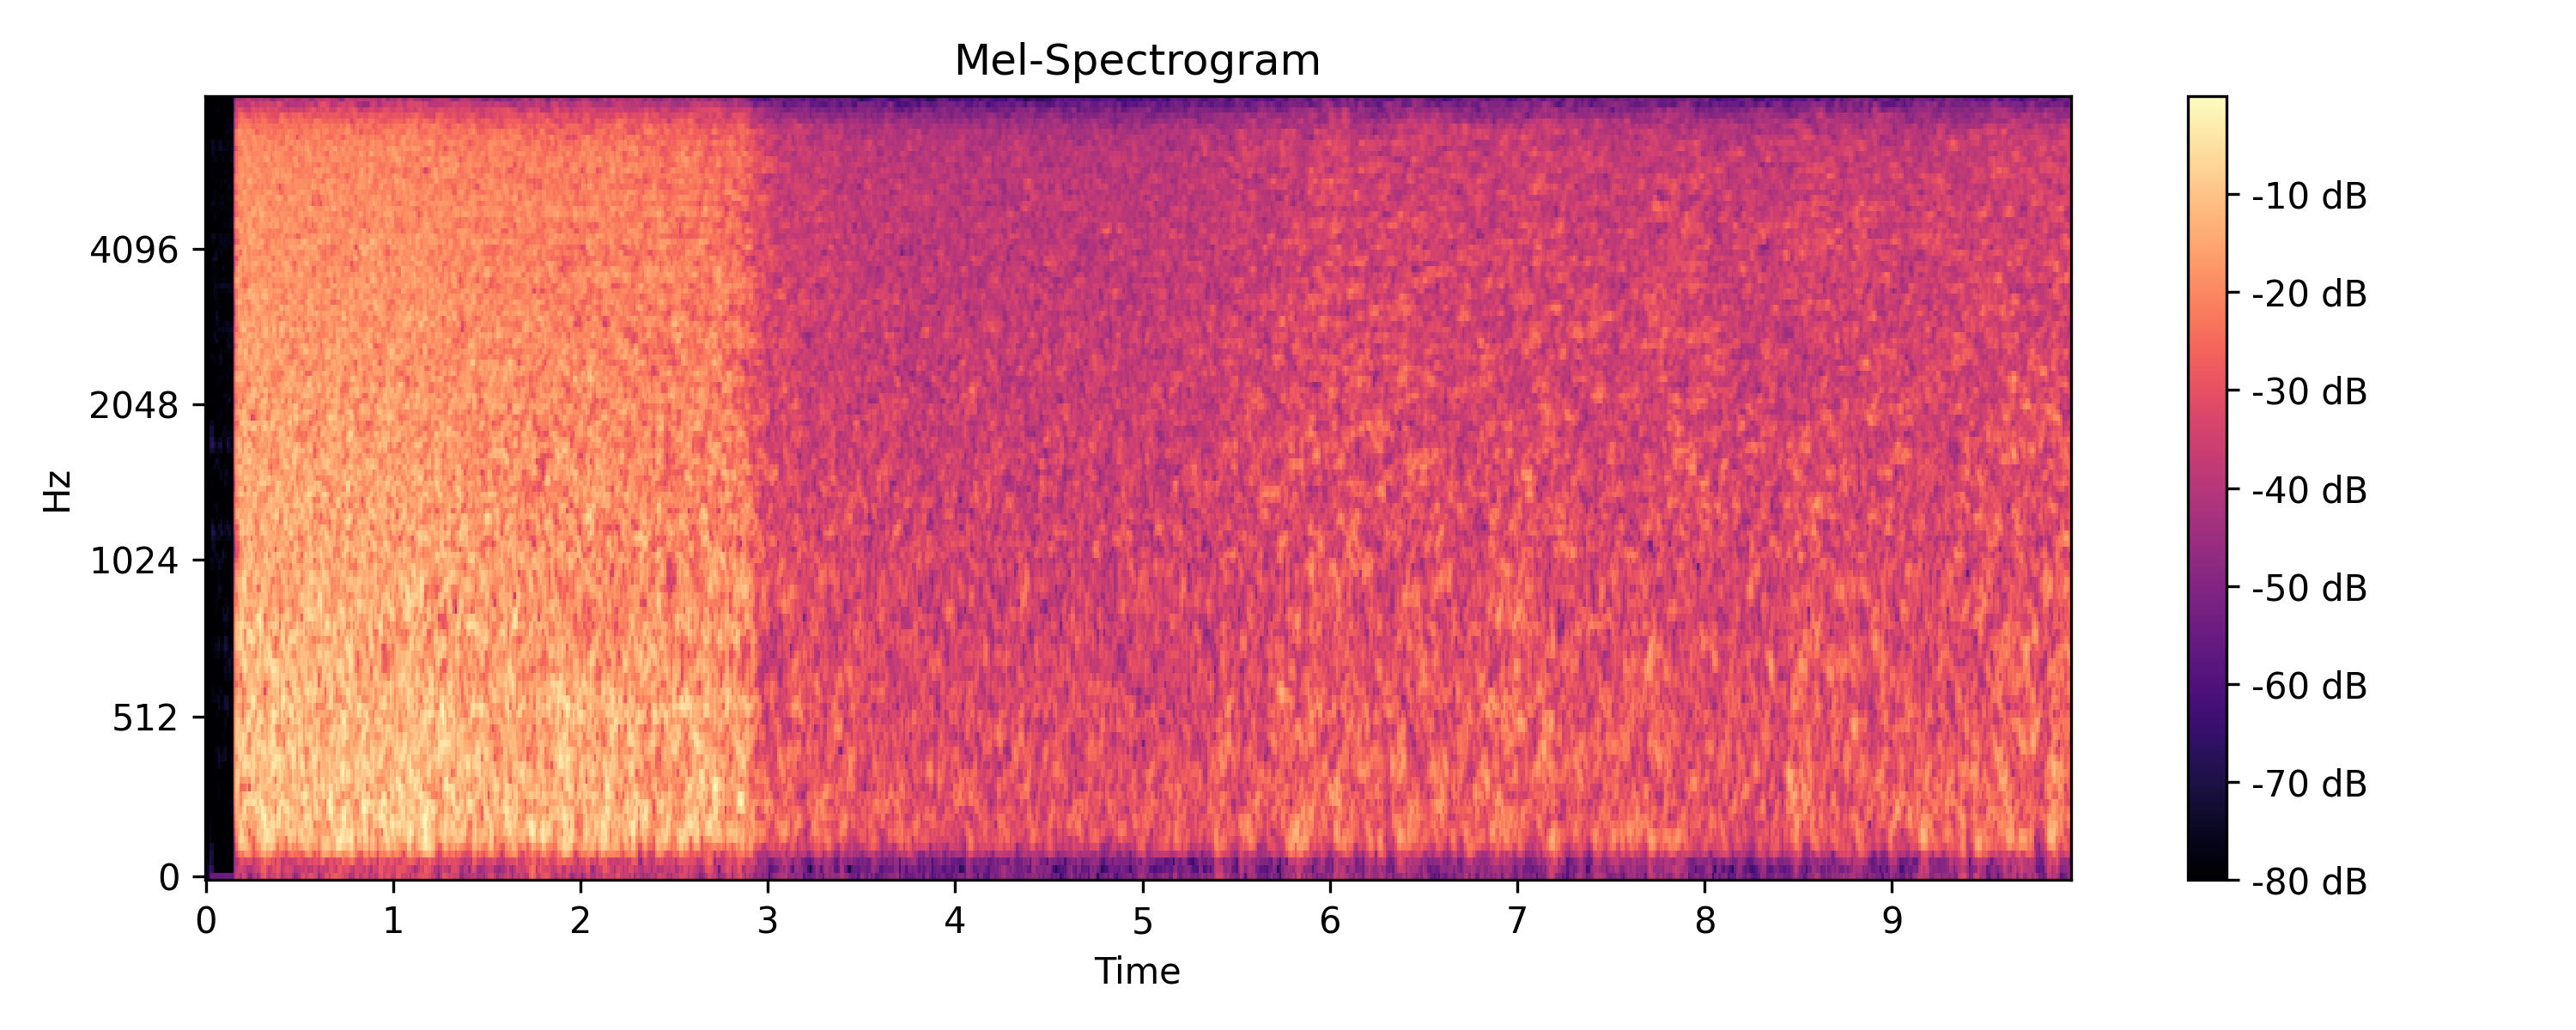 Mel-Spectrogram
Hz
4096
2048
1024
512
0
0 1 2 3 4 5 6 7 8 9
Time
-10 dB
-20 dB
-30 dB
-40 dB
-50 dB
-60 dB
-70 dB
-80 dB